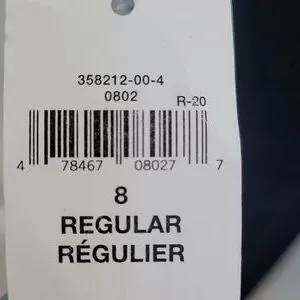 358212-00-4
0802
R-20
4 78467 08027 7
8
REGULAR
RÉGULIER